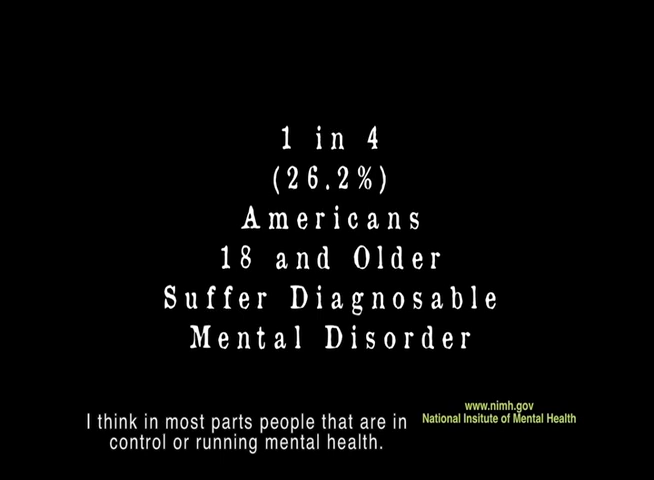 1 in 4
(26.2%)
Americans
18 and Older
Suffer Diagnosable
Mental Disorder
www.nimh.gov
National Insitute of Mental Health
I think in most parts people that are in
control or running mental health.